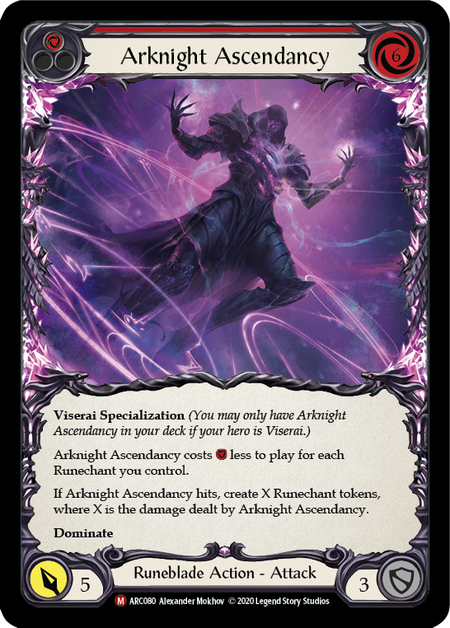 Arknight Ascendancy
6
Viserai Specialization (You may only have Arknight
Ascendancy in your deck if your hero is Viserai.)
Arknight Ascendancy costs less to play for each
Runechant you control.
If Arknight Ascendancy hits, create X Runechant tokens,
where X is the damage dealt by Arknight Ascendancy.
Dominate
5
Runeblade Action - Attack
3
M ARC080 Alexander Mokhov © 2020 Legend Story Studios